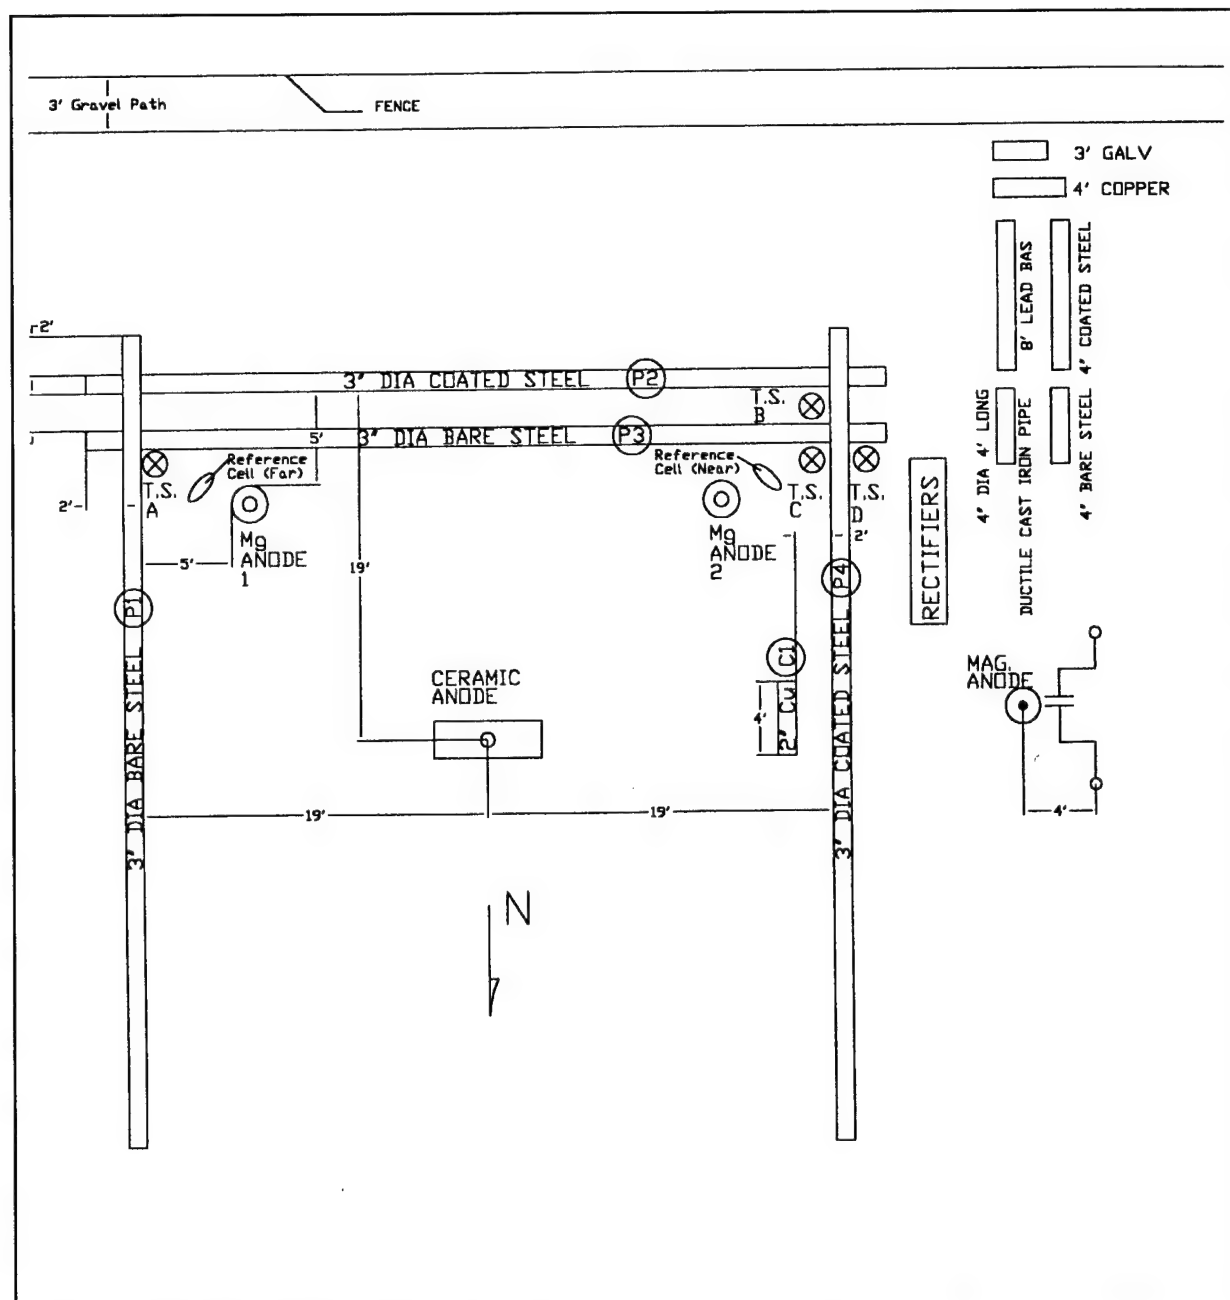 3' Gravel Path
FENCE
3' GALV
4' COPPER
8' LEAD BAS
4' COATED STEEL
2'
3" DIA COATED STEEL
P2
T.S.
B
5'
3" DIA BARE STEEL
P3
Reference
Cell (Far)
Reference
Cell (Near)
T.S.
A
T.S.
C
T.S.
D
2'
Mg
ANODE
1
Mg
ANODE
2
5'
19'
2'
RECTIFIERS
4" DIA 4' LONG
DUCTILE CAST IRON PIPE
4' BARE STEEL
P1
P4
C1
3" DIA BARE STEEL
CERAMIC
ANODE
4'
2" Cu
3" DIA COATED STEEL
MAG.
ANODE
4'
19'
19'
N